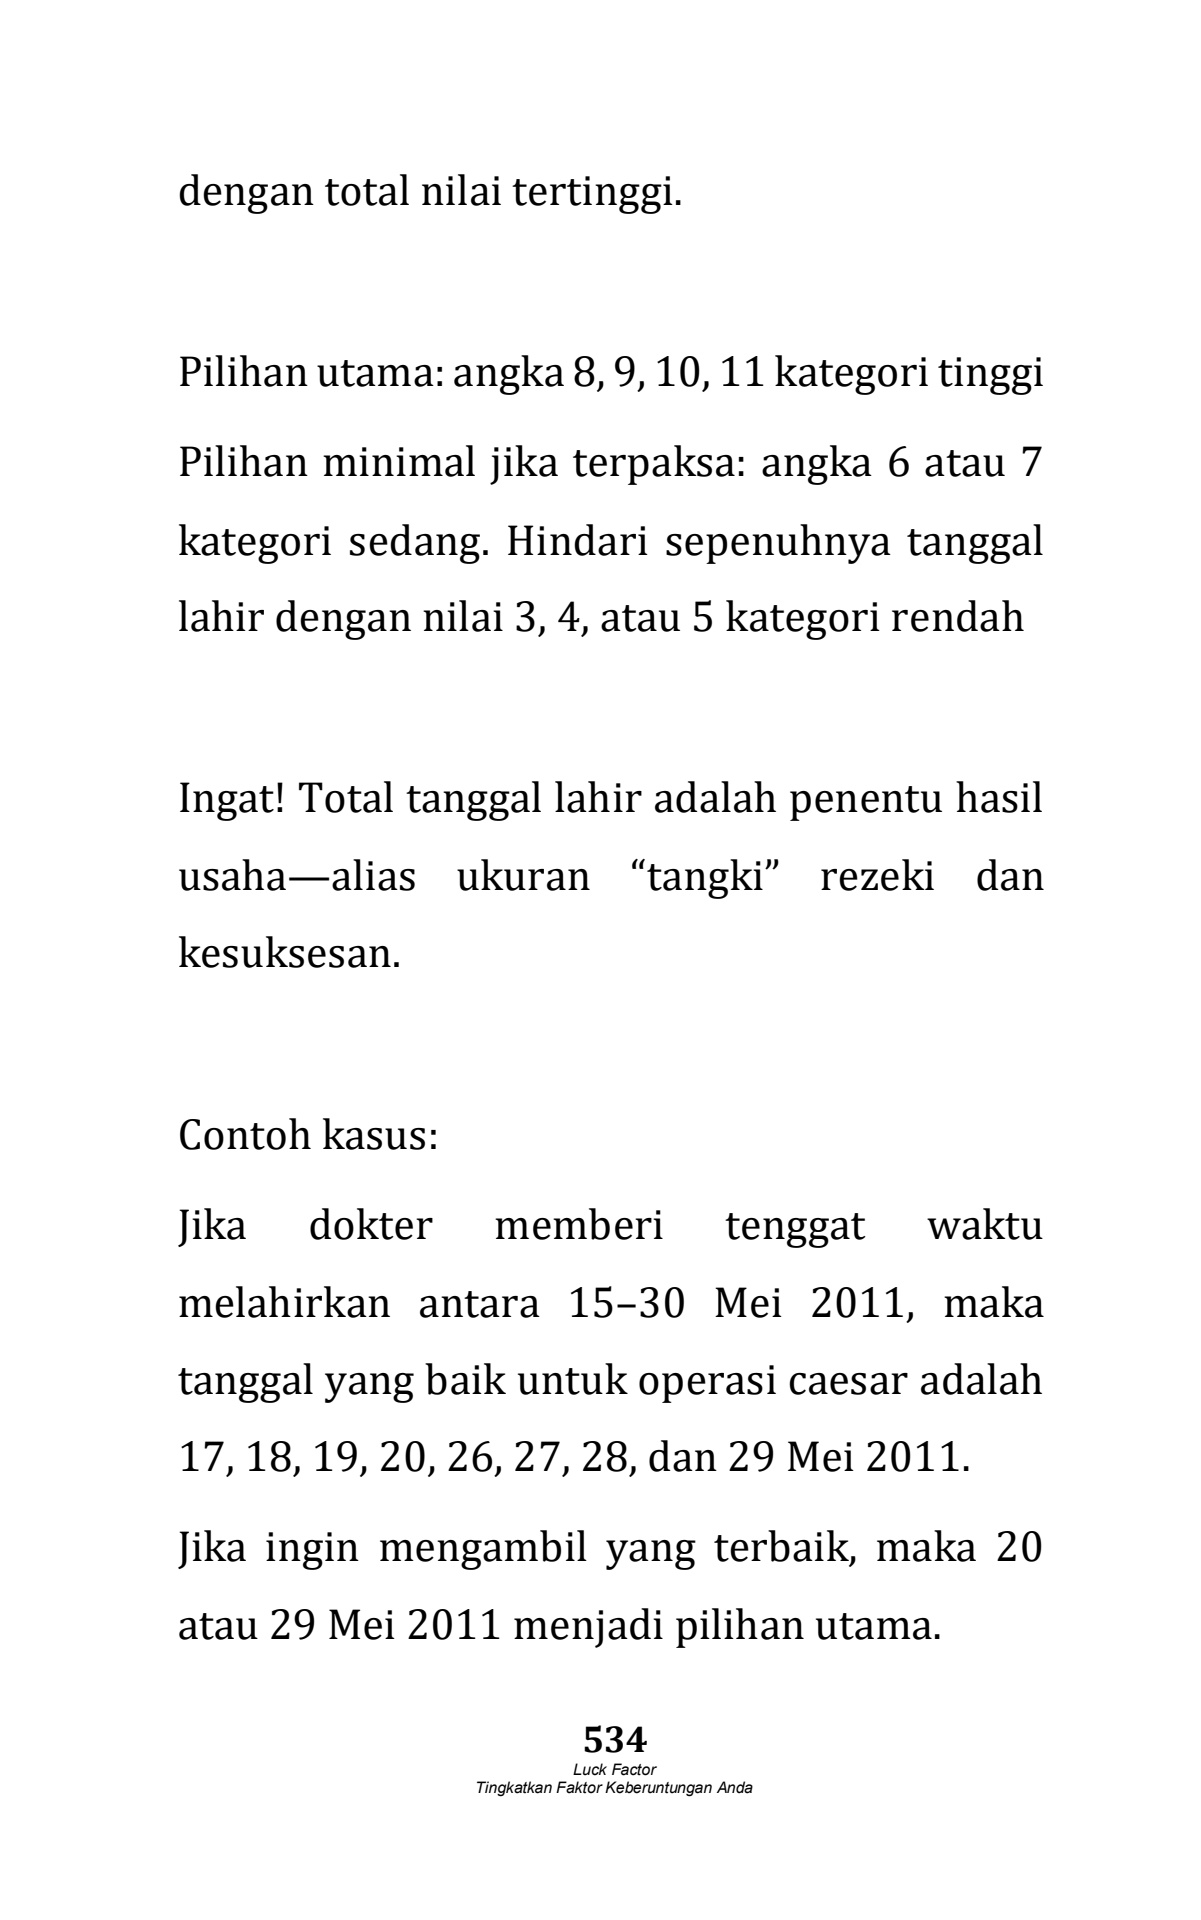 dengan total nilai tertinggi.
Pilihan utama: angka 8, 9, 10, 11 kategori tinggi
Pilihan minimal jika terpaksa: angka 6 atau 7
kategori sedang. Hindari sepenuhnya tanggal
lahir dengan nilai 3, 4, atau 5 kategori rendah
Ingat! Total tanggal lahir adalah penentu hasil
usaha—alias ukuran “tangki” rezeki dan
kesuksesan.
Contoh kasus:
Jika dokter memberi tenggat waktu
melahirkan antara 15–30 Mei 2011, maka
tanggal yang baik untuk operasi caesar adalah
17, 18, 19, 20, 26, 27, 28, dan 29 Mei 2011.
Jika ingin mengambil yang terbaik, maka 20
atau 29 Mei 2011 menjadi pilihan utama.
534
Luck Factor
Tingkatkan Faktor Keberuntungan Anda